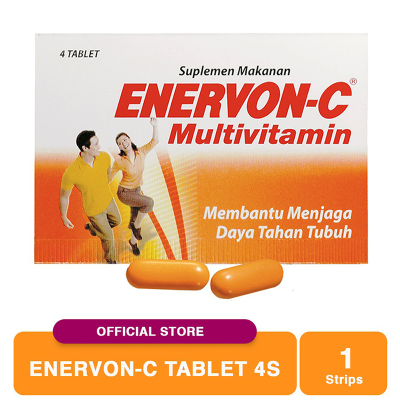 4 TABLET
Suplemen Makanan
ENERVON-C®
Multivitamin
Membantu Menjaga
Daya Tahan Tubuh
OFFICIAL STORE
ENERVON-C TABLET 4S
1
Strips